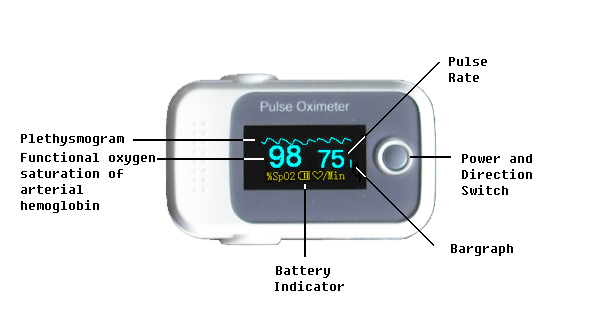 Pulse
Rate
Pulse Oximeter
Plethysmogram
Functional oxygen
saturation of
arterial
hemoglobin
98 75
%SpO2 ♡/Min
Power and
Direction
Switch
Bargraph
Battery
Indicator